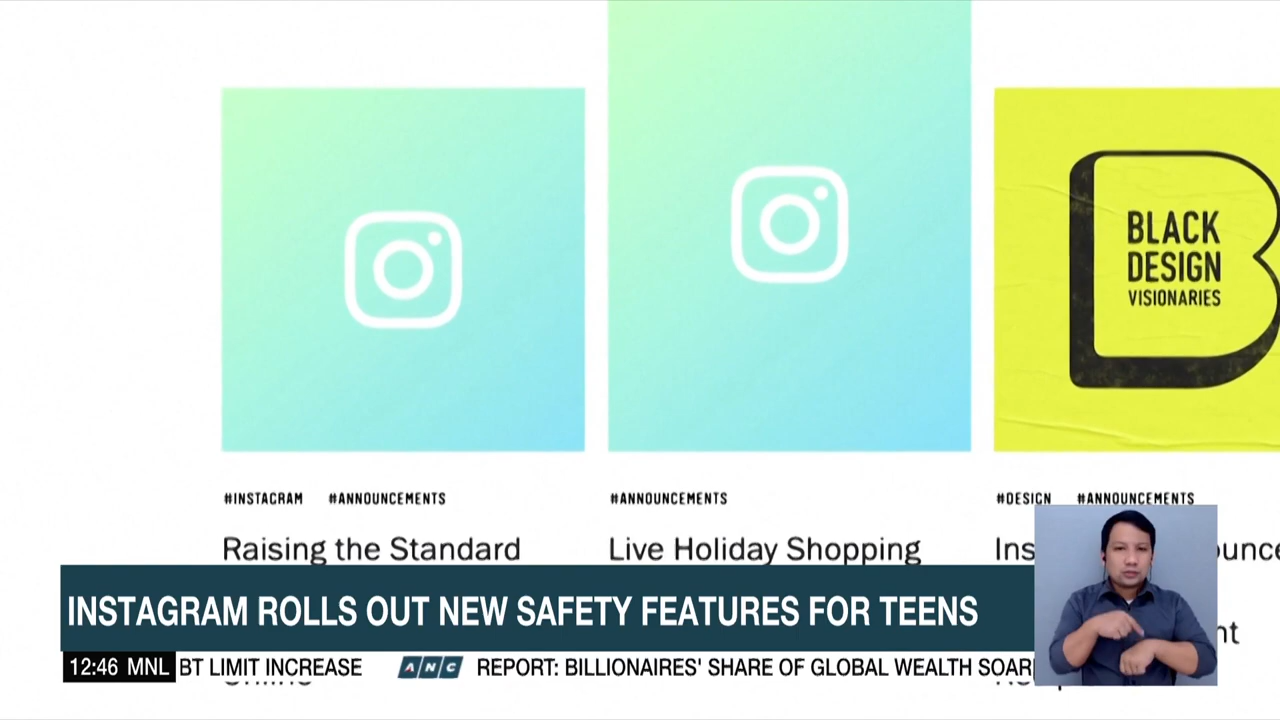 BLACK
DESIGN
VISIONARIES
#INSTAGRAM #ANNOUNCEMENTS
#ANNOUNCEMENTS
#DESIGN #ANNOUNCEMENTS
Raising the Standard
Live Holiday Shopping
INSTAGRAM ROLLS OUT NEW SAFETY FEATURES FOR TEENS
12:46 MNL
BT LIMIT INCREASE ANC REPORT: BILLIONAIRES' SHARE OF GLOBAL WEALTH SOAR